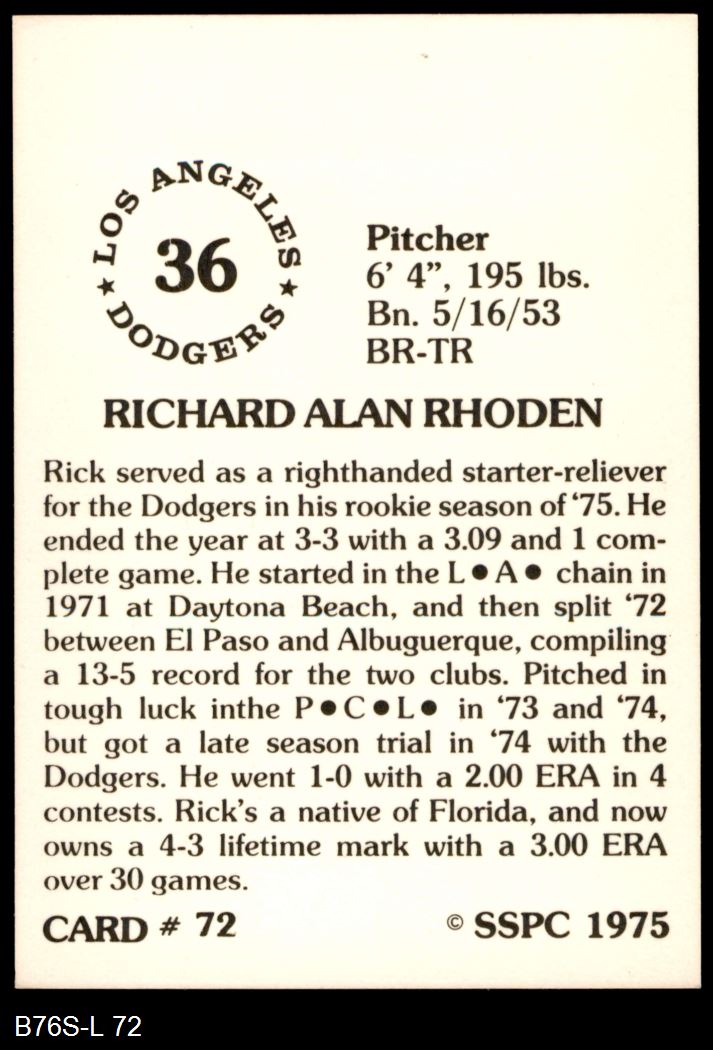 LOS ANGELES
36
★ DODGERS ★
Pitcher
6’ 4”, 195 lbs.
Bn. 5/16/53
BR-TR
RICHARD ALAN RHODEN
Rick served as a righthanded starter-reliever
for the Dodgers in his rookie season of ‘75. He
ended the year at 3-3 with a 3.09 and 1 com-
plete game. He started in the L●A● chain in
1971 at Daytona Beach, and then split ‘72
between El Paso and Albuguerque, compiling
a 13-5 record for the two clubs. Pitched in
tough luck inthe P●C●L● in ‘73 and ‘74,
but got a late season trial in ‘74 with the
Dodgers. He went 1-0 with a 2.00 ERA in 4
contests. Rick’s a native of Florida, and now
owns a 4-3 lifetime mark with a 3.00 ERA
over 30 games.
CARD # 72
© SSPC 1975
B76S-L 72